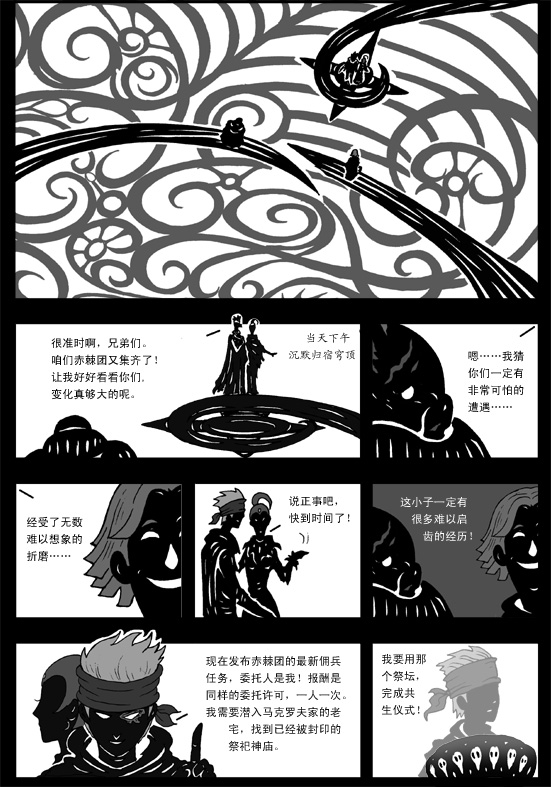 很准时啊，兄弟们。
咱们赤棘团又集齐了！
让我好好看看你们，
变化真够大的呢。
当天下午
沉默归宿穹顶
嗯……我猜
你们一定有
非常可怕的
遭遇……
经受了无数
难以想象的
折磨……
说正事吧，
快到时间了！
这小子一定有
很多难以启
齿的经历！
现在发布赤棘团的最新佣兵
任务，委托人是我！报酬是
同样的委托许可，一人一次。
我需要潜入马克罗夫家的老
宅，找到已经被封印的
祭祀神庙。
我要用那
个祭坛，
完成共
生仪式！